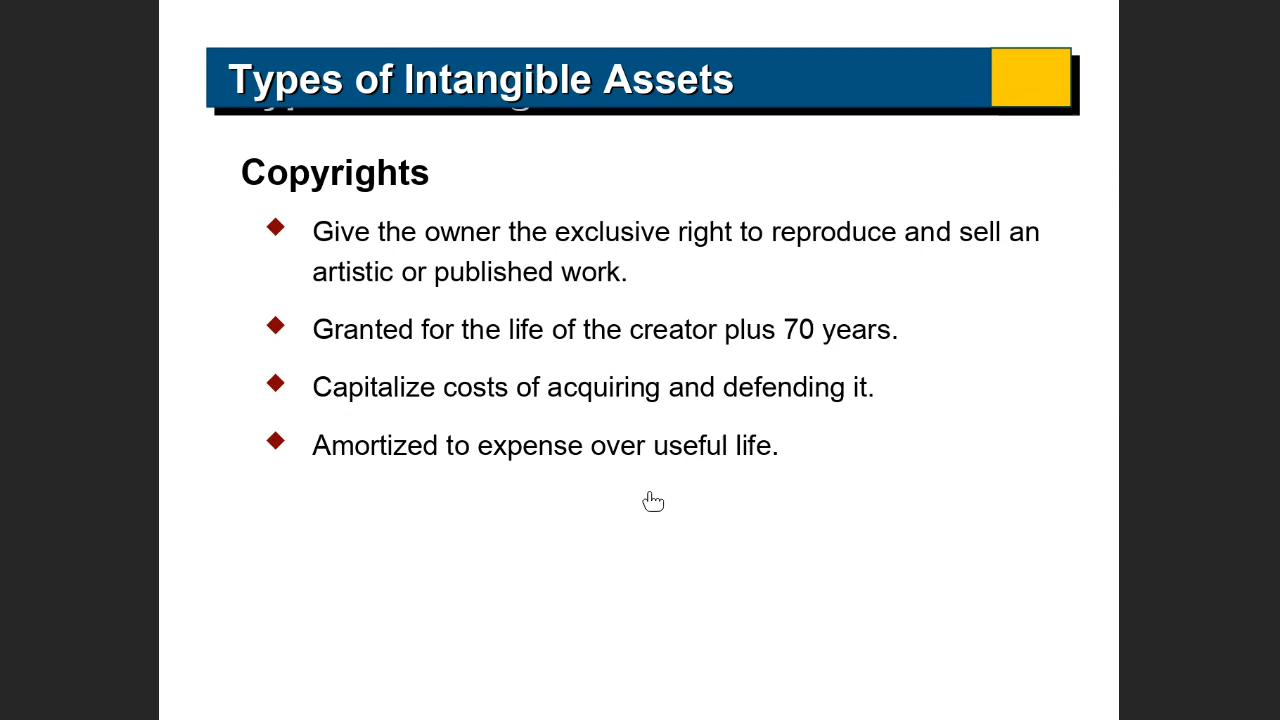 Types of Intangible Assets
Copyrights
Give the owner the exclusive right to reproduce and sell an
artistic or published work.
Granted for the life of the creator plus 70 years.
Capitalize costs of acquiring and defending it.
Amortized to expense over useful life.